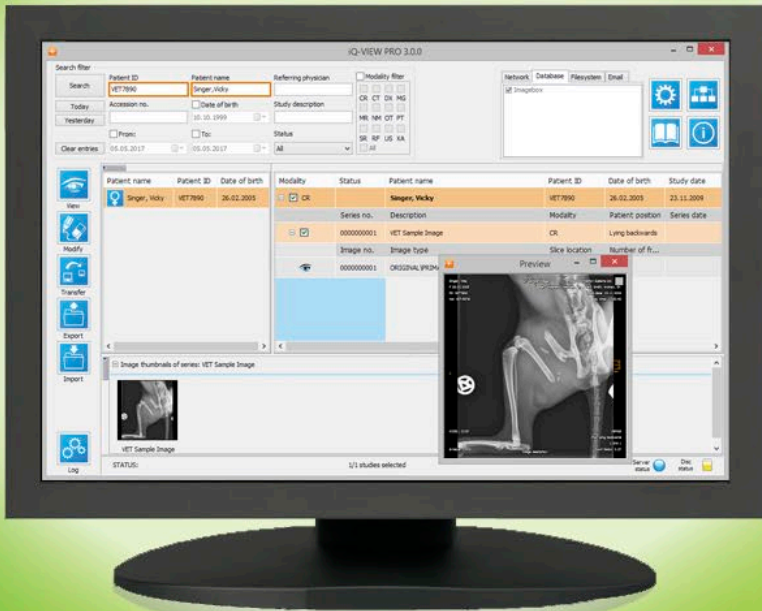 iQ-VIEW PRO 3.0.0
Search filter
Search
Today
Yesterday
Clear entries
Patient ID
VET7890
Patient name
Singer,Vicky
Referring physician
Accession no.
Date of birth
10.10.1999
Study description
From:
05.05.2017
To:
05.05.2017
Status
All
Modality filter
CR CT DX MG
MR NM OT PT
SR RF US XA
All
Network Database Filesystem Email
Imagebox
View
Modify
Transfer
Export
Import
Log
Patient name Patient ID Date of birth
Singer, Vicky VET7890 26.02.2005
Modality Status Patient name Patient ID Date of birth Study date
CR Singer, Vicky VET7890 26.02.2005 23.11.2009
Series no. Description Modality Patient position Series date
0000000001 VET Sample Image CR Lying backwards
Image no. Image type Slice location Number of fr...
0000000001 ORIGINAL\PRIMA
Preview
Image thumbnails of series: VET Sample Image
VET Sample Image
STATUS:
1/1 studies selected
Server status
Disc status